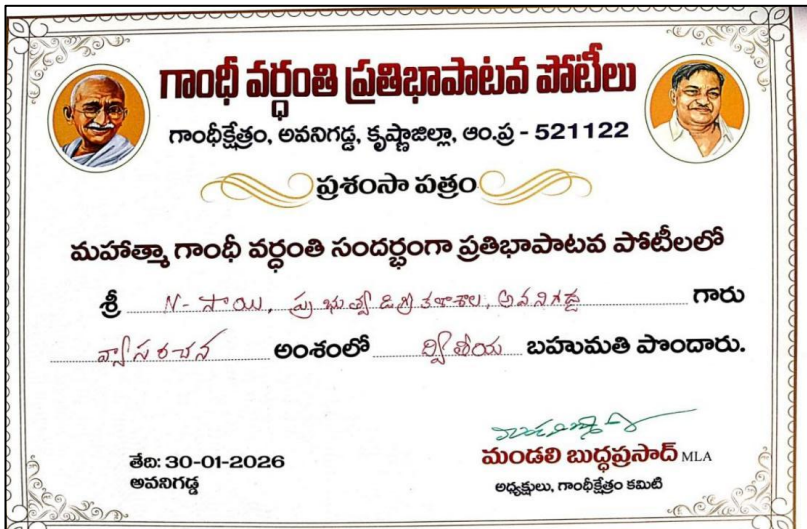 గాంధీ వర్ధంతి ప్రతిభాపాటవ పోటీలు
గాంధీక్షేత్రం, అవనిగడ్డ, కృష్ణాజిల్లా, ఆం.ప్ర - 521122
ప్రశంసా పత్రం
మహాత్మా గాంధీ వర్ధంతి సందర్భంగా ప్రతిభాపాటవ పోటీలలో
శ్రీ N- సాయి, ప్రభుత్వ డిగ్రీ కళాశాల, అవనిగడ్డ గారు
వ్యాసరచన అంశంలో ద్వితీయ బహుమతి పొందారు.
తేది: 30-01-2026
అవనిగడ్డ
మండలి బుద్ధప్రసాద్ MLA
అధ్యక్షులు, గాంధీక్షేత్రం కమిటి